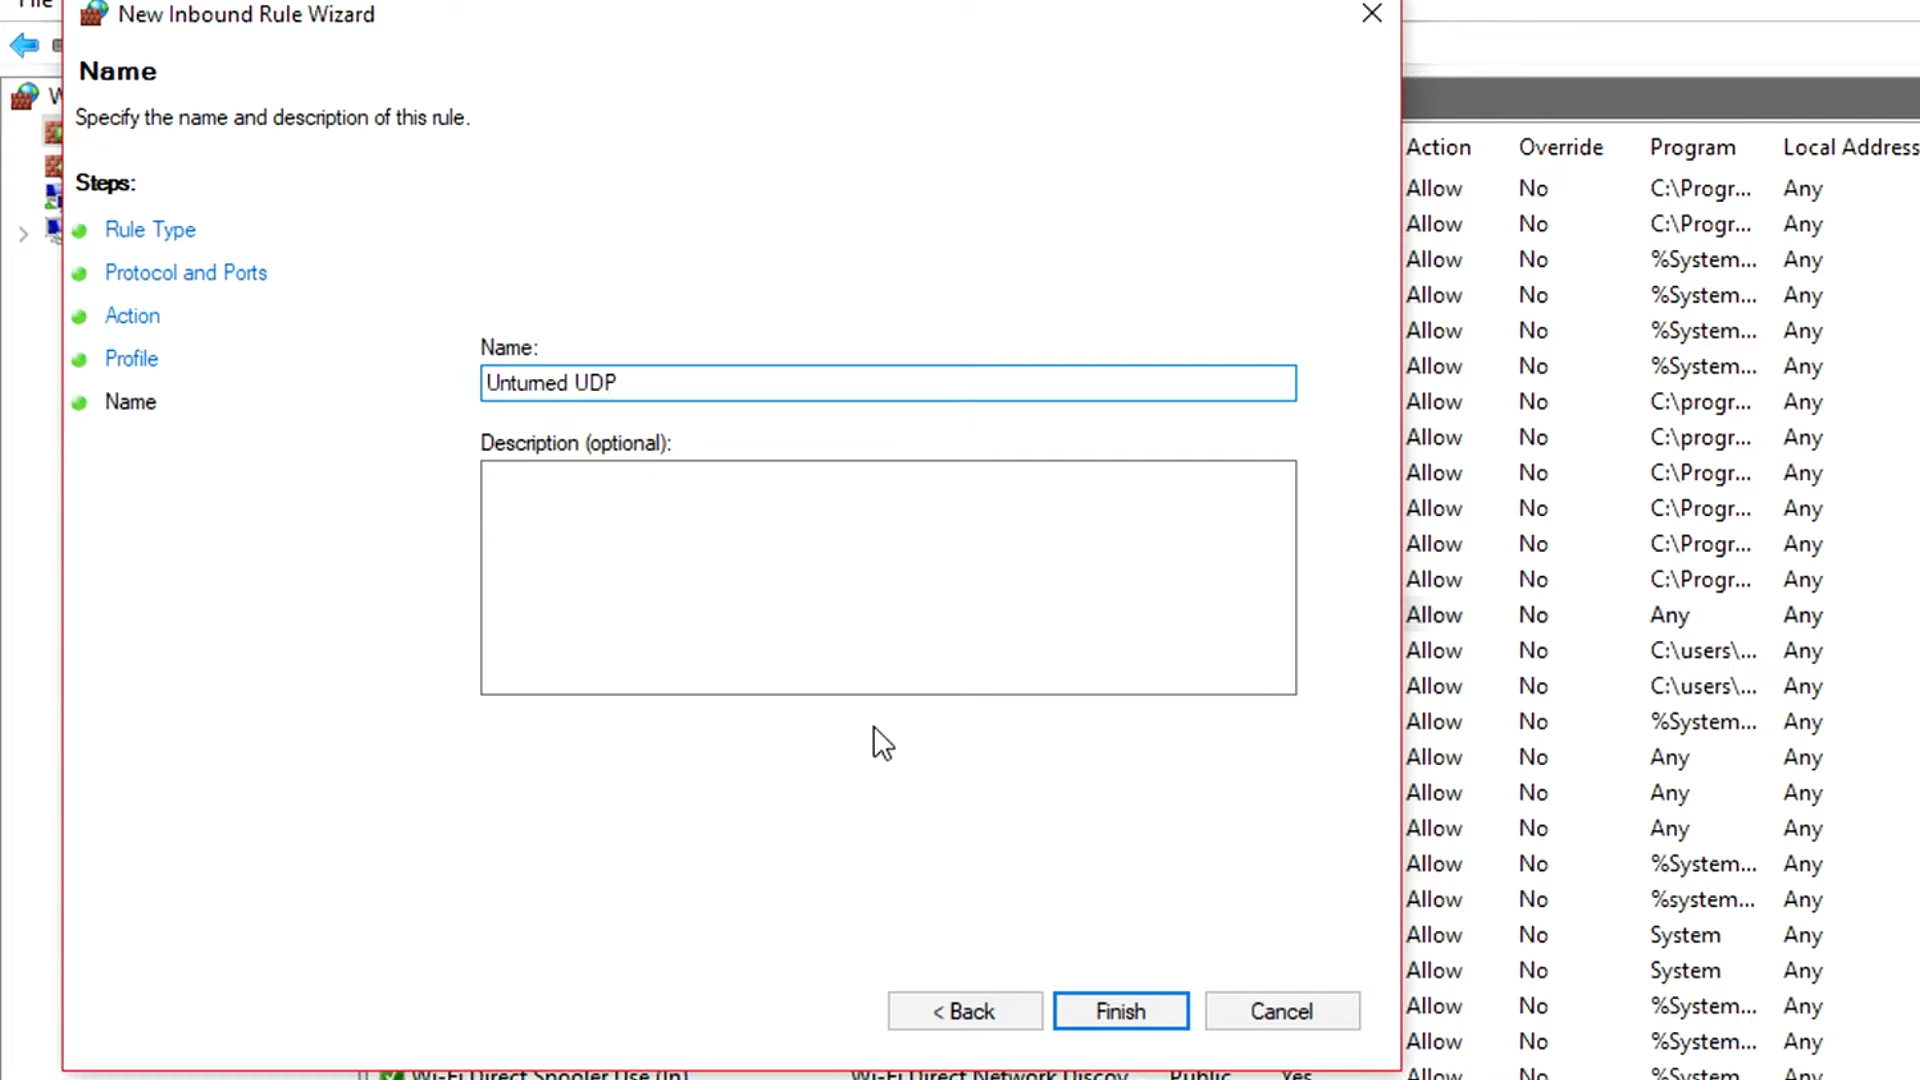 File
New Inbound Rule Wizard
Name
Specify the name and description of this rule.
Steps:
Rule Type
Protocol and Ports
Action
Profile
Name
Name:
Unturned UDP
Description (optional):
< Back Finish Cancel
Action Override Program Local Address
Allow No C:\Progr... Any
Allow No C:\Progr... Any
Allow No %System... Any
Allow No %System... Any
Allow No %System... Any
Allow No %System... Any
Allow No C:\progr... Any
Allow No C:\progr... Any
Allow No C:\Progr... Any
Allow No C:\Progr... Any
Allow No C:\Progr... Any
Allow No C:\Progr... Any
Allow No Any Any
Allow No C:\users\... Any
Allow No C:\users\... Any
Allow No %System... Any
Allow No Any Any
Allow No Any Any
Allow No Any Any
Allow No %System... Any
Allow No %system... Any
Allow No System Any
Allow No System Any
Allow No %System... Any
Allow No %System... Any
Wi-Fi Direct Spooler Use (In) Wi-Fi Direct Network Discov Public Yes Allow No %System... Any